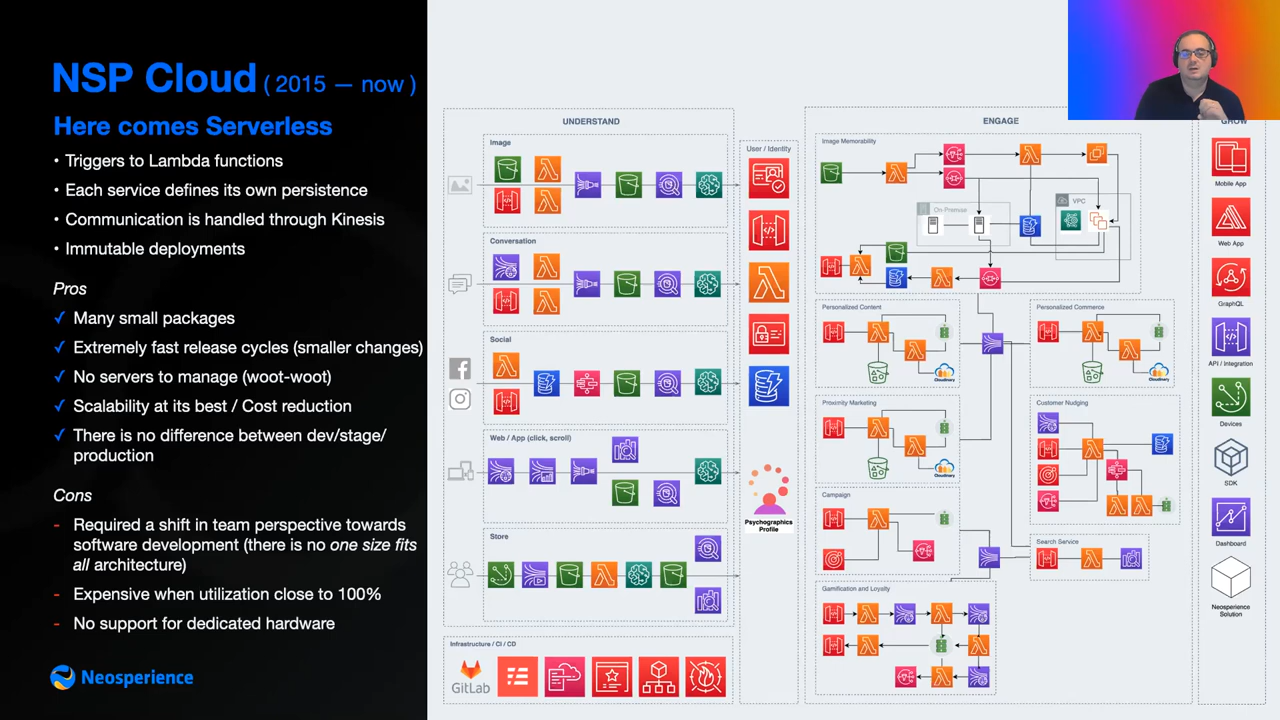 NSP Cloud ( 2015 — now )
Here comes Serverless
• Triggers to Lambda functions
• Each service defines its own persistence
• Communication is handled through Kinesis
• Immutable deployments
Pros
✓ Many small packages
✓ Extremely fast release cycles (smaller changes)
✓ No servers to manage (woot-woot)
✓ Scalability at its best / Cost reduction
✓ There is no difference between dev/stage/
production
Cons
- Requires a shift in team perspective towards
software development (there is no one size fits
all architecture)
- Expensive when utilization close to 100%
- No support for dedicated hardware
Neosperience
UNDERSTAND
Image
Conversation
Social
Web / App (click, scroll)
Store
Infrastructure / CI / CD
GitLab
User / Identity
Psychographics
Profile
ENGAGE
Image Memorability
On Premise
VPC
Personalized Content
Cloudinary
Personalized Commerce
Cloudinary
Proximity Marketing
Cloudinary
Customer Nudging
Campaign
Search Service
Gamification and Loyalty
GROW
Mobile App
Web App
GraphQL
API / Integration
Devices
SDK
Dashboard
Neosperience
Solution